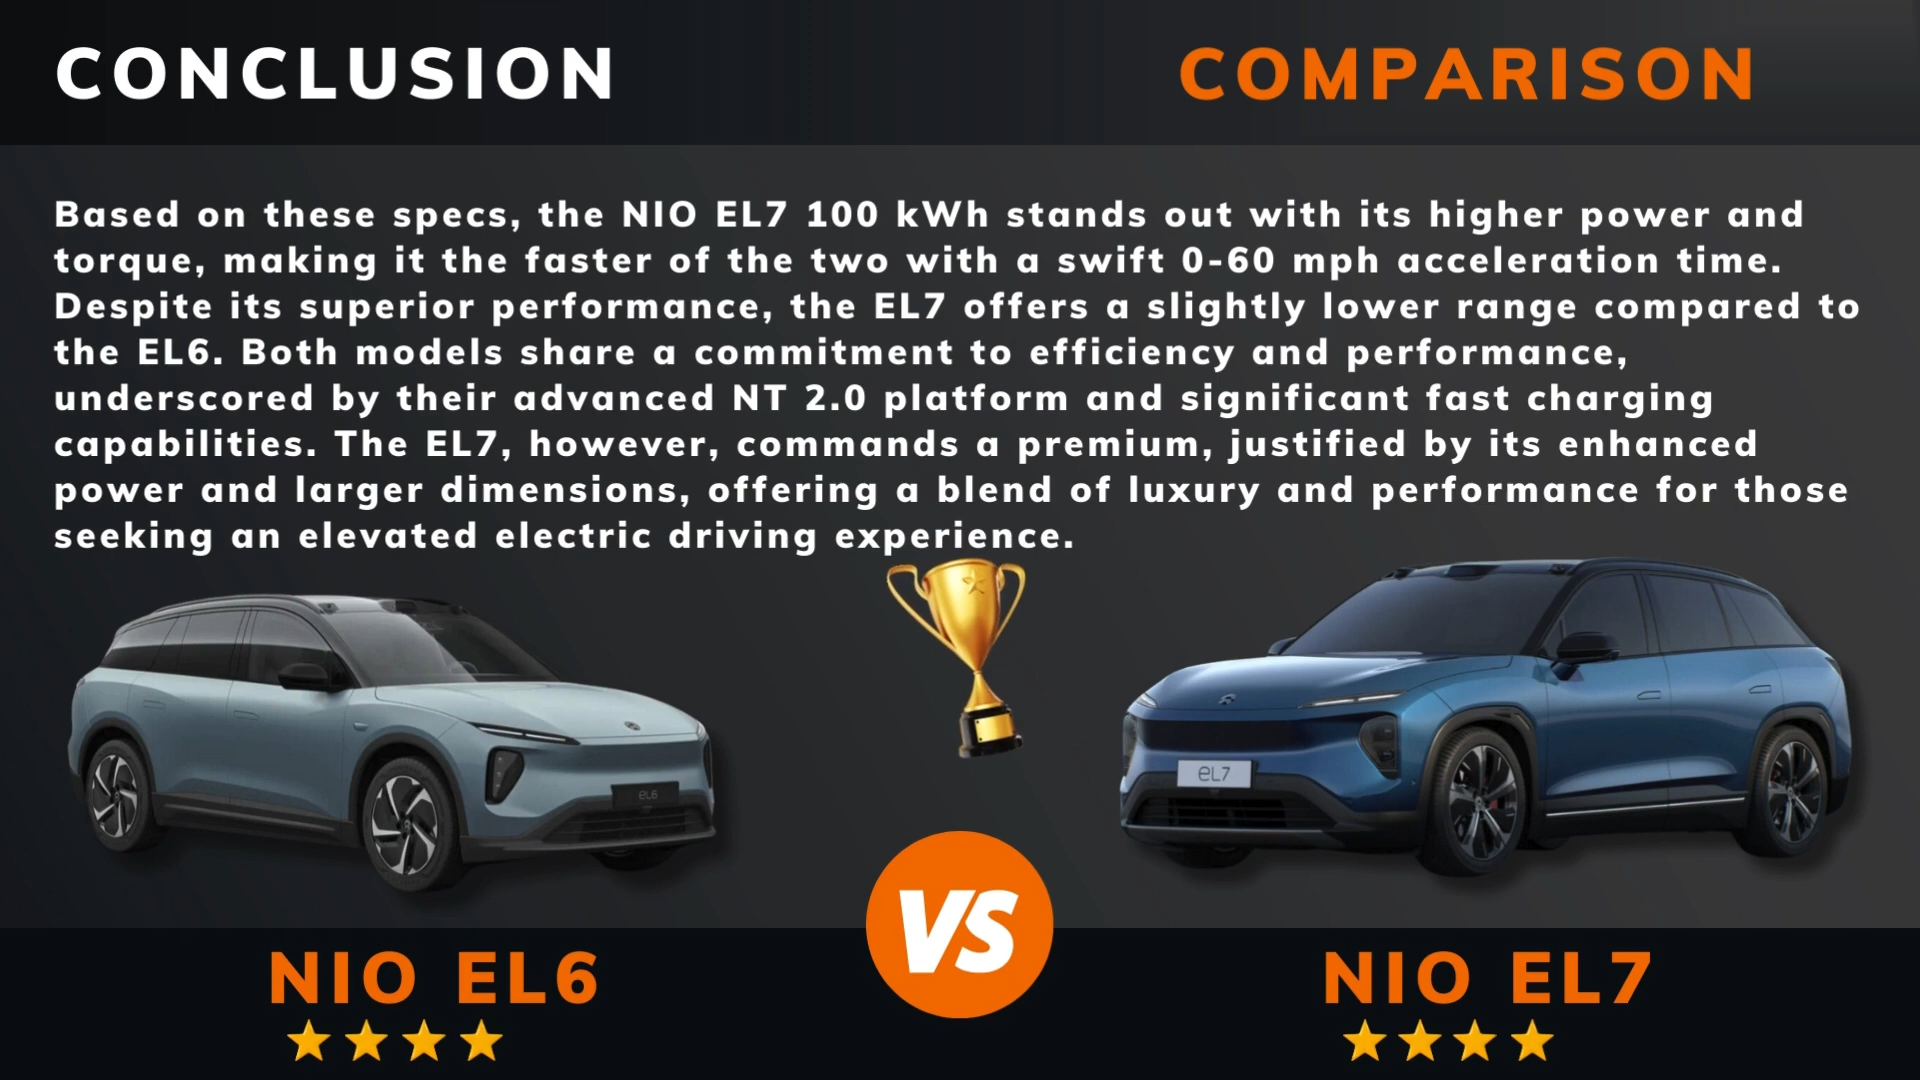 CONCLUSION
COMPARISON
Based on these specs, the NIO EL7 100 kWh stands out with its higher power and
torque, making it the faster of the two with a swift 0-60 mph acceleration time.
Despite its superior performance, the EL7 offers a slightly lower range compared to
the EL6. Both models share a commitment to efficiency and performance,
underscored by their advanced NT 2.0 platform and significant fast charging
capabilities. The EL7, however, commands a premium, justified by its enhanced
power and larger dimensions, offering a blend of luxury and performance for those
seeking an elevated electric driving experience.
EL6
EL7
VS
NIO EL6
NIO EL7